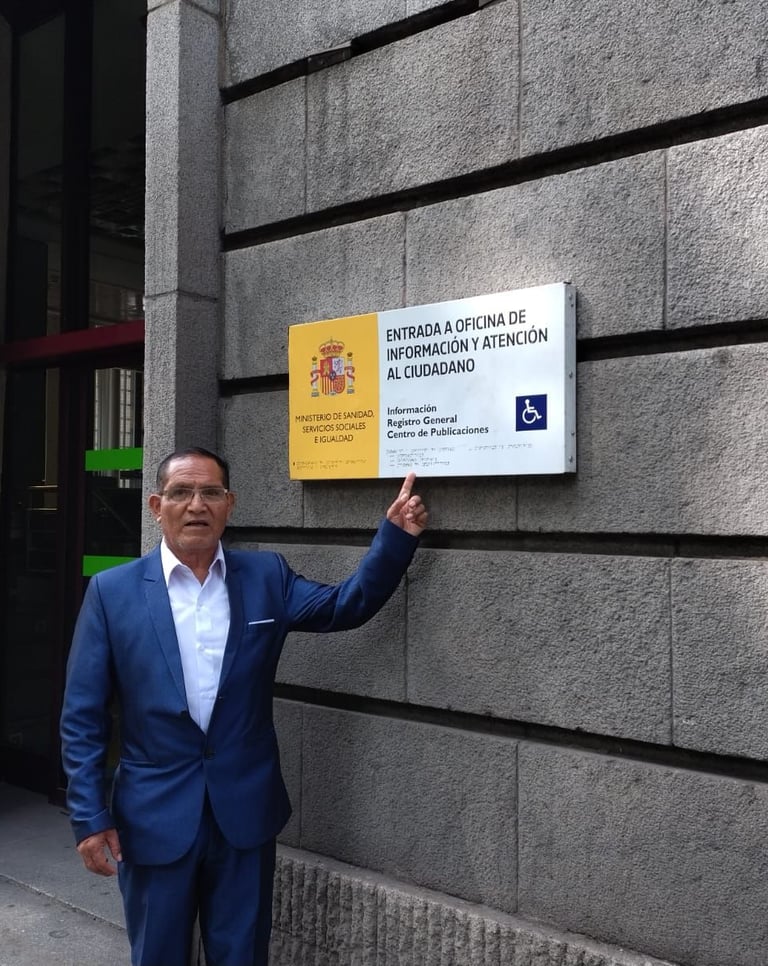 MINISTERIO DE SANIDAD,
SERVICIOS SOCIALES
E IGUALDAD
ENTRADA A OFICINA DE
INFORMACIÓN Y ATENCIÓN
AL CIUDADANO
Información
Registro General
Centro de Publicaciones